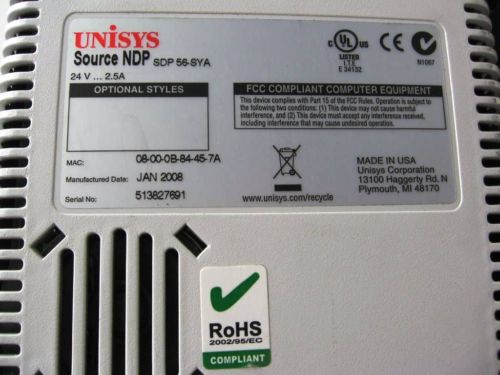 UNISYS
Source NDP SDP 56-SYA
24 V ... 2.5A
OPTIONAL STYLES
C UL US
LISTED
I.T.E
E 34132
N1067
FCC COMPLIANT COMPUTER EQUIPMENT
This device complies with Part 15 of the FCC Rules. Operation is subject to the
following two conditions: (1) This device may not cause harmful
interference, and (2) This device must accept any interference
received, including interference that may cause undesired operation.
MAC: 08-00-0B-84-45-7A
Manufactured Date: JAN 2008
Serial No: 513827691
www.unisys.com/recycle
MADE IN USA
Unisys Corporation
13100 Haggerty Rd. N
Plymouth, MI 48170
RoHS
2002/95/EC
COMPLIANT